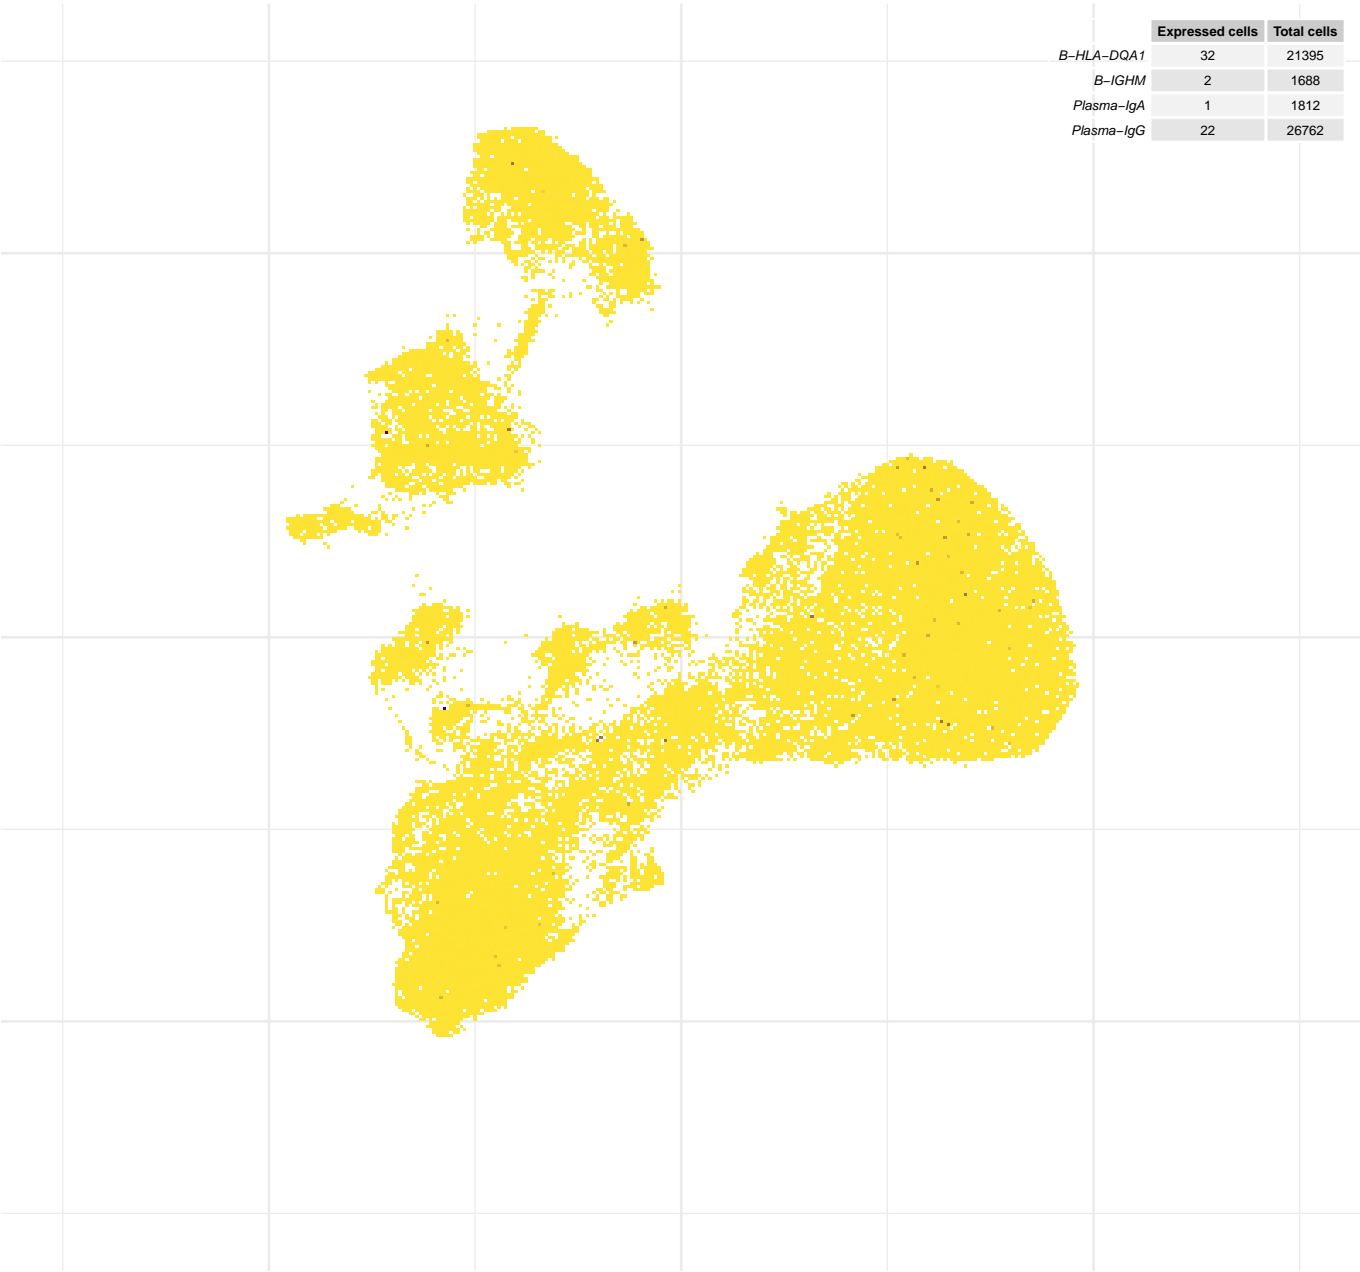 Expressed cells Total cells
B−HLA−DQA1 32 21395
B−IGHM 2 1688
Plasma−IgA 1 1812
Plasma−IgG 22 26762